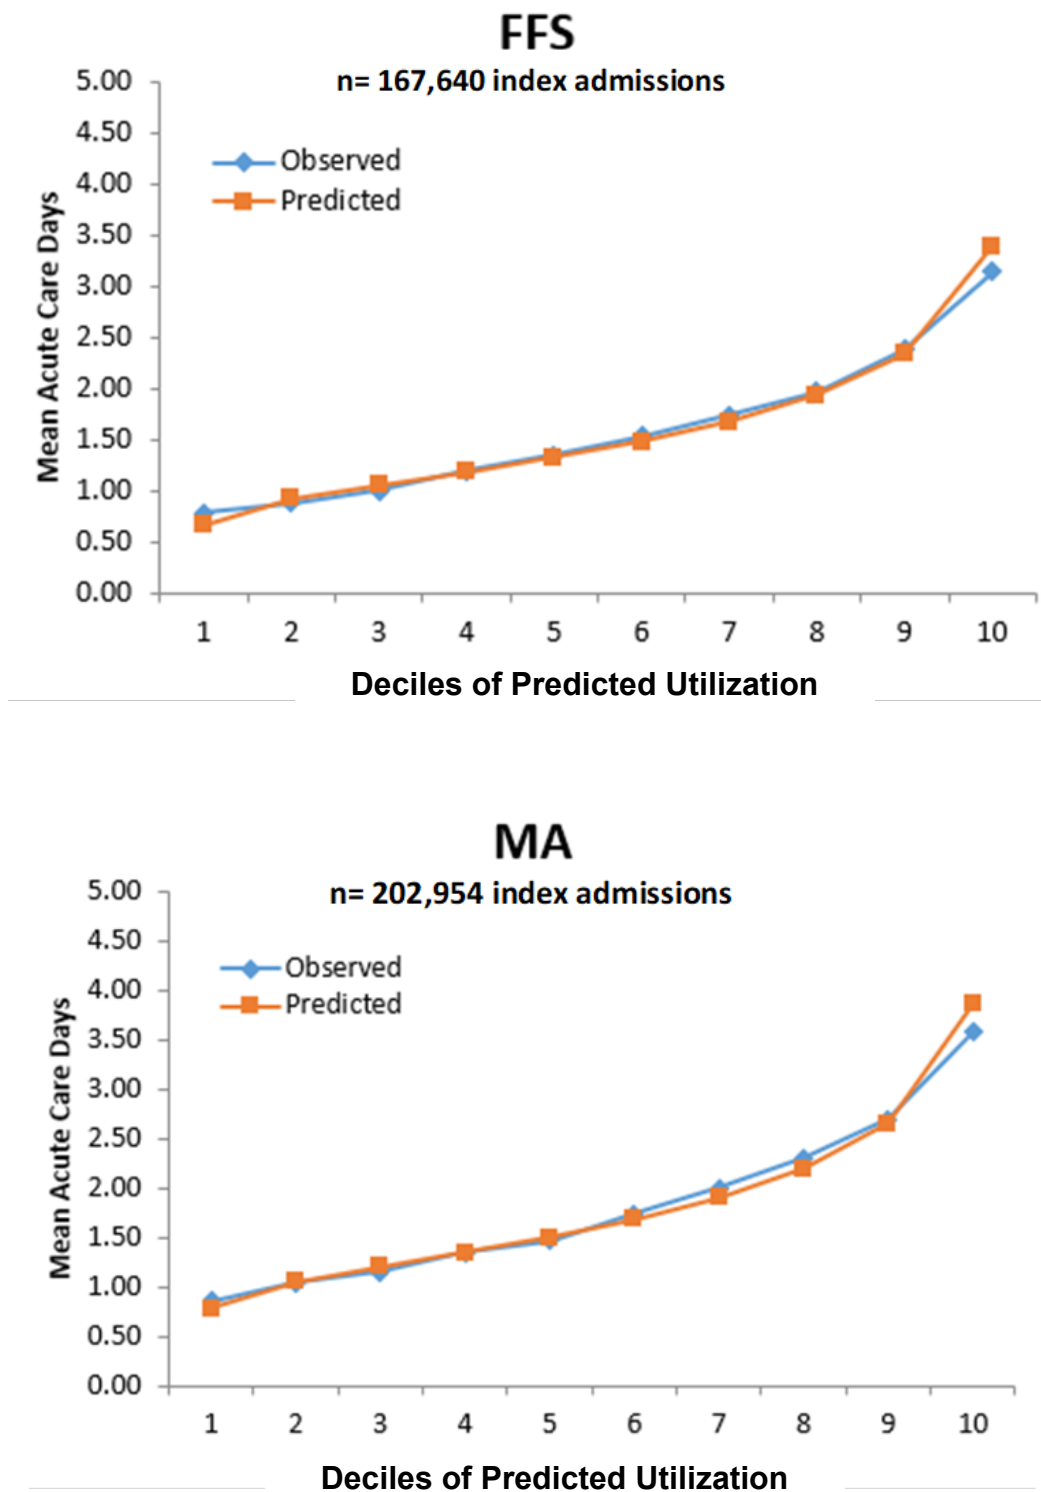 FFS
n= 167,640 index admissions
5.00
4.50
4.00
3.50
3.00
2.50
2.00
1.50
1.00
0.50
0.00
Mean Acute Care Days
Observed
Predicted
1 2 3 4 5 6 7 8 9 10
Deciles of Predicted Utilization
MA
n= 202,954 index admissions
5.00
4.50
4.00
3.50
3.00
2.50
2.00
1.50
1.00
0.50
0.00
Mean Acute Care Days
Observed
Predicted
1 2 3 4 5 6 7 8 9 10
Deciles of Predicted Utilization